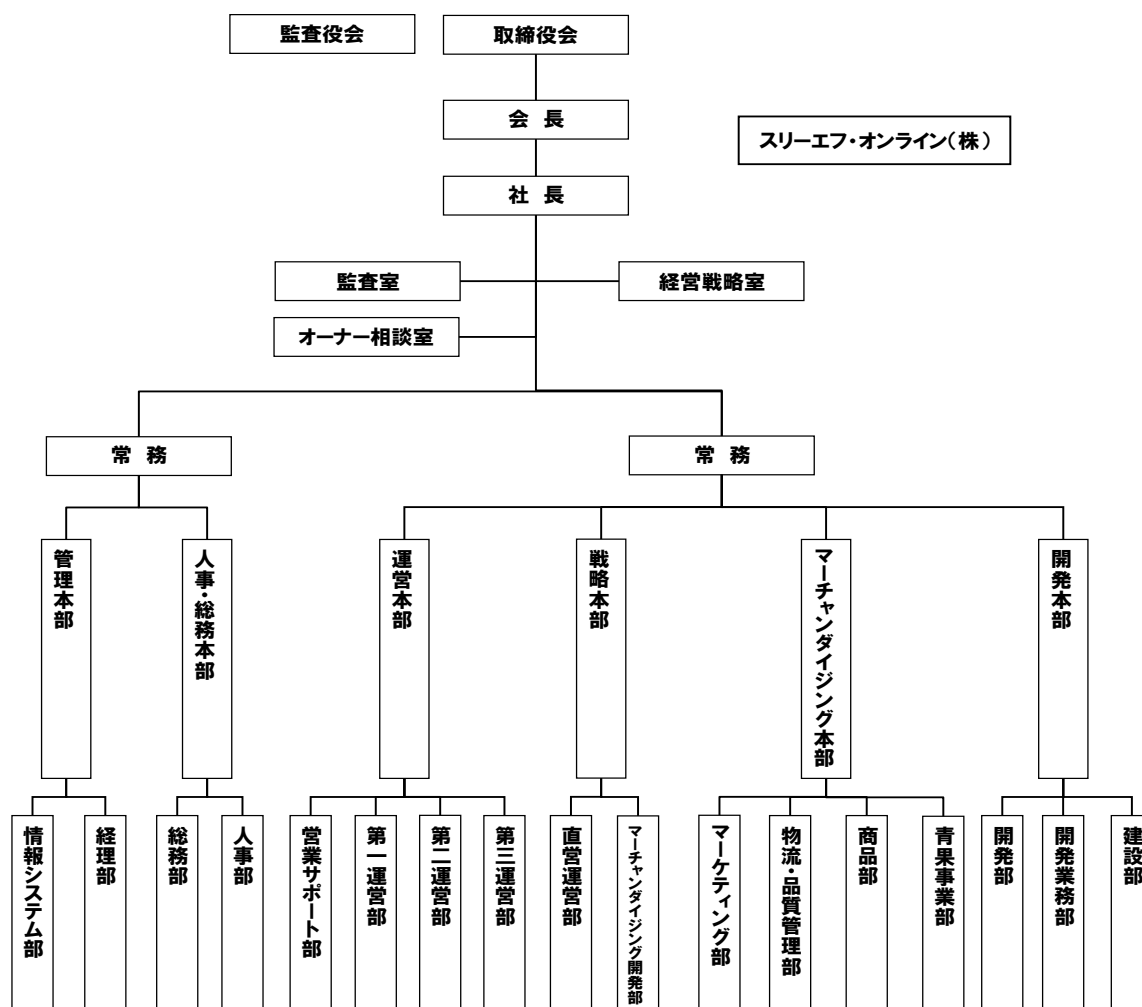 監査役会
取締役会
会 長
スリーエフ・オンライン(株)
社 長
監査室
経営戦略室
オーナー相談室
常 務
常 務
管理本部
人事・総務本部
運営本部
戦略本部
マーチャンダイジング本部
開発本部
情報システム部
経理部
総務部
人事部
営業サポート部
第一運営部
第二運営部
第三運営部
直営運営部
マーチャンダイジング開発部
マーケティング部
物流・品質管理部
商品部
青果事業部
開発部
開発業務部
建設部